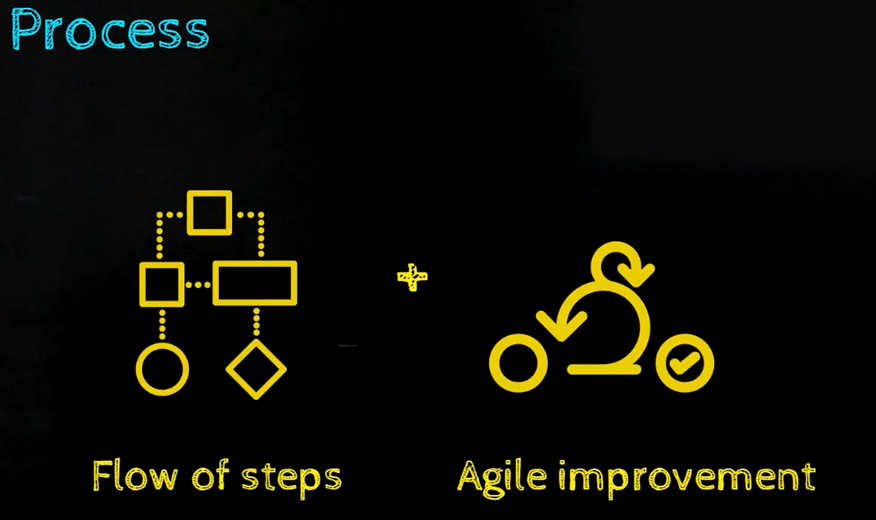 Process
+
Flow of steps
Agile improvement